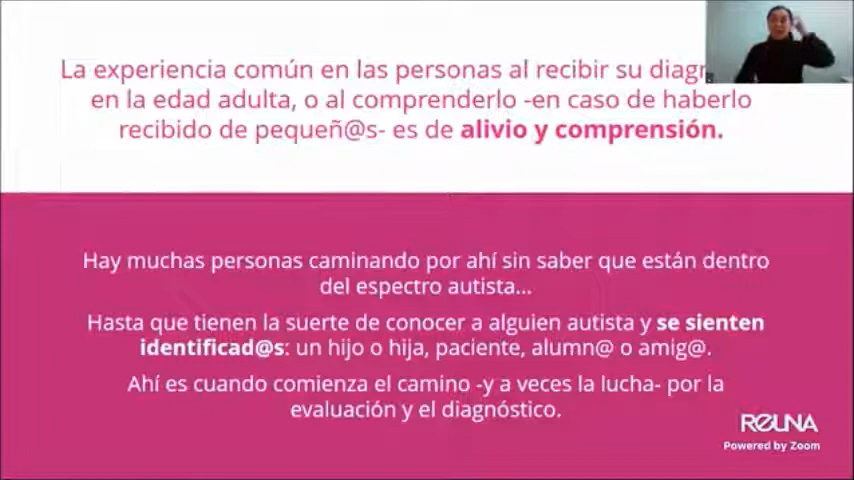 La experiencia común en las personas al recibir su
en la edad adulta, o al comprenderlo -en caso de haberlo
recibido de pequeñ@s- es de alivio y comprensión.
Hay muchas personas caminando por ahí sin saber que están dentro
del espectro autista...
Hasta que tienen la suerte de conocer a alguien autista y se sienten
identificad@s: un hijo o hija, paciente, alumn@ o amig@.
Ahí es cuando comienza el camino -y a veces la lucha- por la
evaluación y el diagnóstico.
REUNA
Powered by Zoom